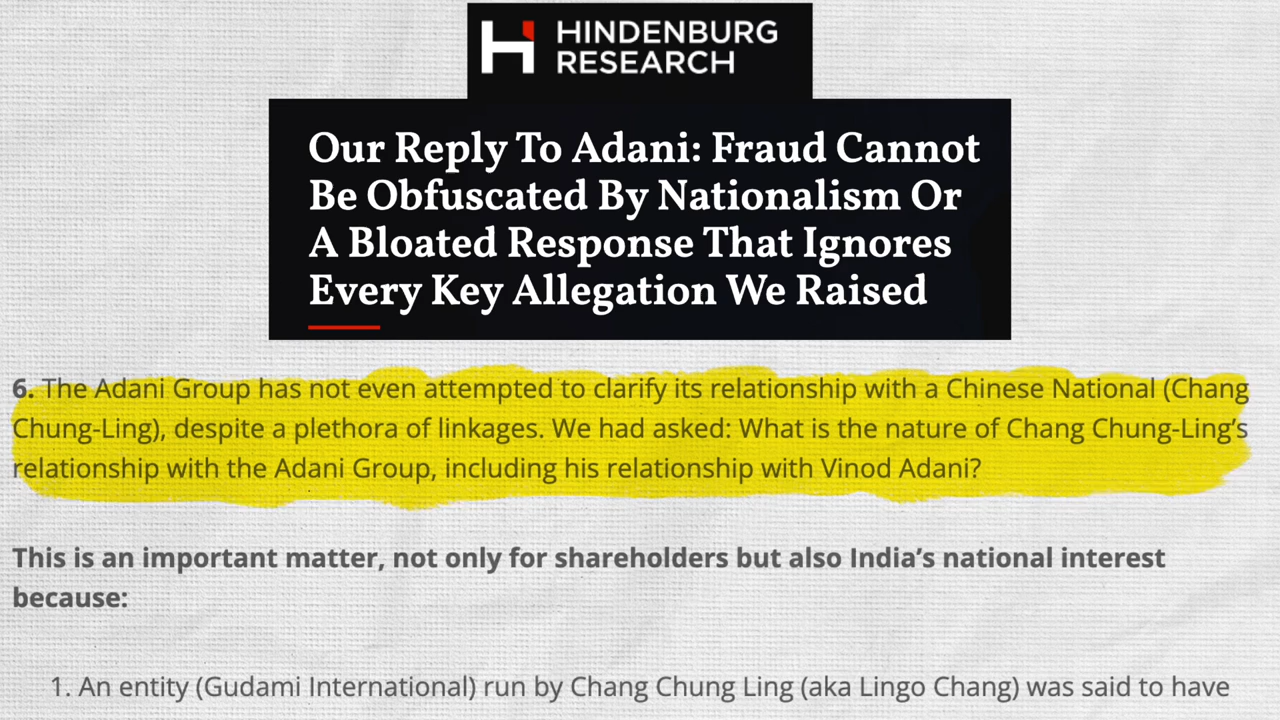 HINDENBURG
RESEARCH
Our Reply To Adani: Fraud Cannot
Be Obfuscated By Nationalism Or
A Bloated Response That Ignores
Every Key Allegation We Raised
6. The Adani Group has not even attempted to clarify its relationship with a Chinese National (Chang
Chung-Ling), despite a plethora of linkages. We had asked: What is the nature of Chang Chung-Ling’s
relationship with the Adani Group, including his relationship with Vinod Adani?
This is an important matter, not only for shareholders but also India’s national interest
because:
1. An entity (Gudami International) run by Chang Chung Ling (aka Lingo Chang) was said to have